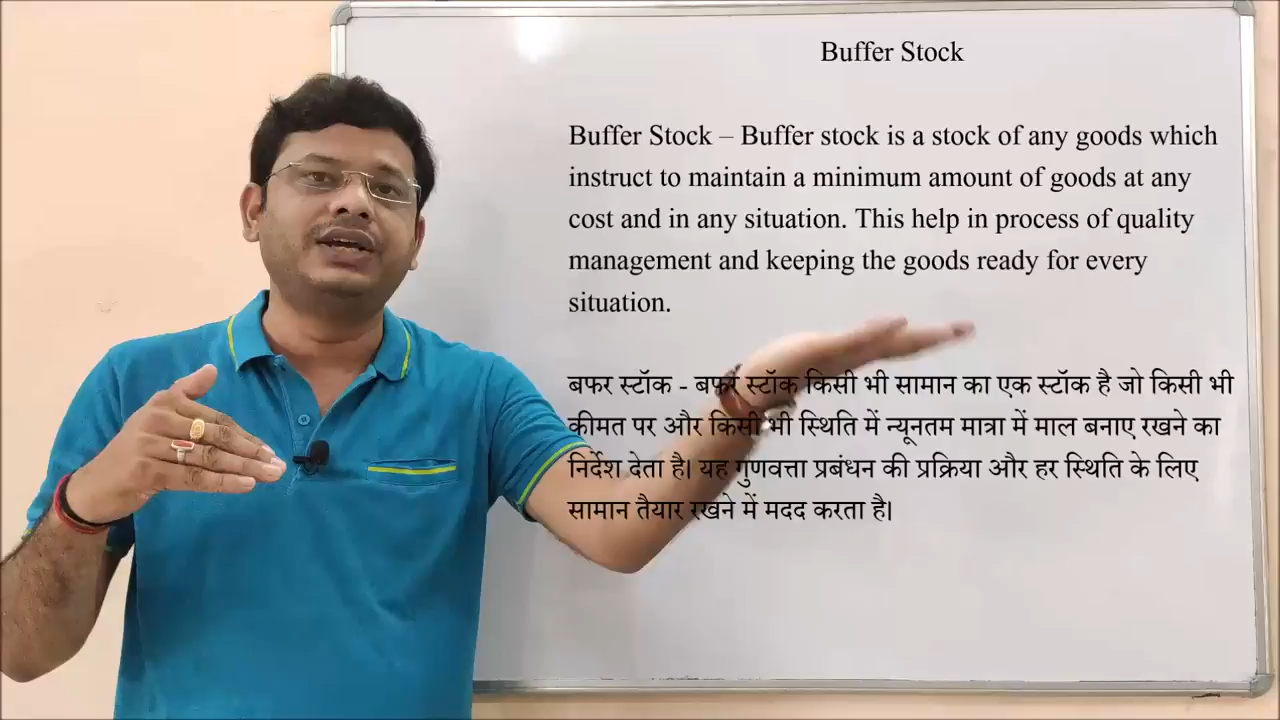 Buffer Stock
Buffer Stock – Buffer stock is a stock of any goods which
instruct to maintain a minimum amount of goods at any
cost and in any situation. This help in process of quality
management and keeping the goods ready for every
situation.
बफर स्टॉक - बफर स्टॉक किसी भी सामान का एक स्टॉक है जो किसी भी
कीमत पर और किसी भी स्थिति में न्यूनतम मात्रा में माल बनाए रखने का
निर्देश देता है। यह गुणवत्ता प्रबंधन की प्रक्रिया और हर स्थिति के लिए
सामान तैयार रखने में मदद करता है।